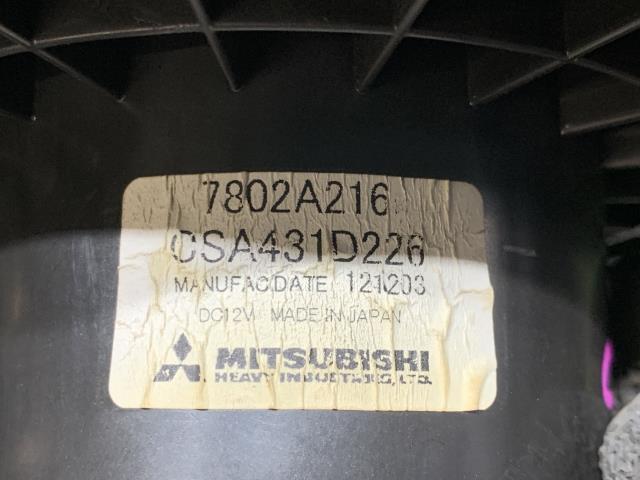 7802A216
CSA431D226
MANUFAC.DATE 121203
DC12V MADE IN JAPAN
MITSUBISHI
HEAVY INDUSTRIES, LTD.